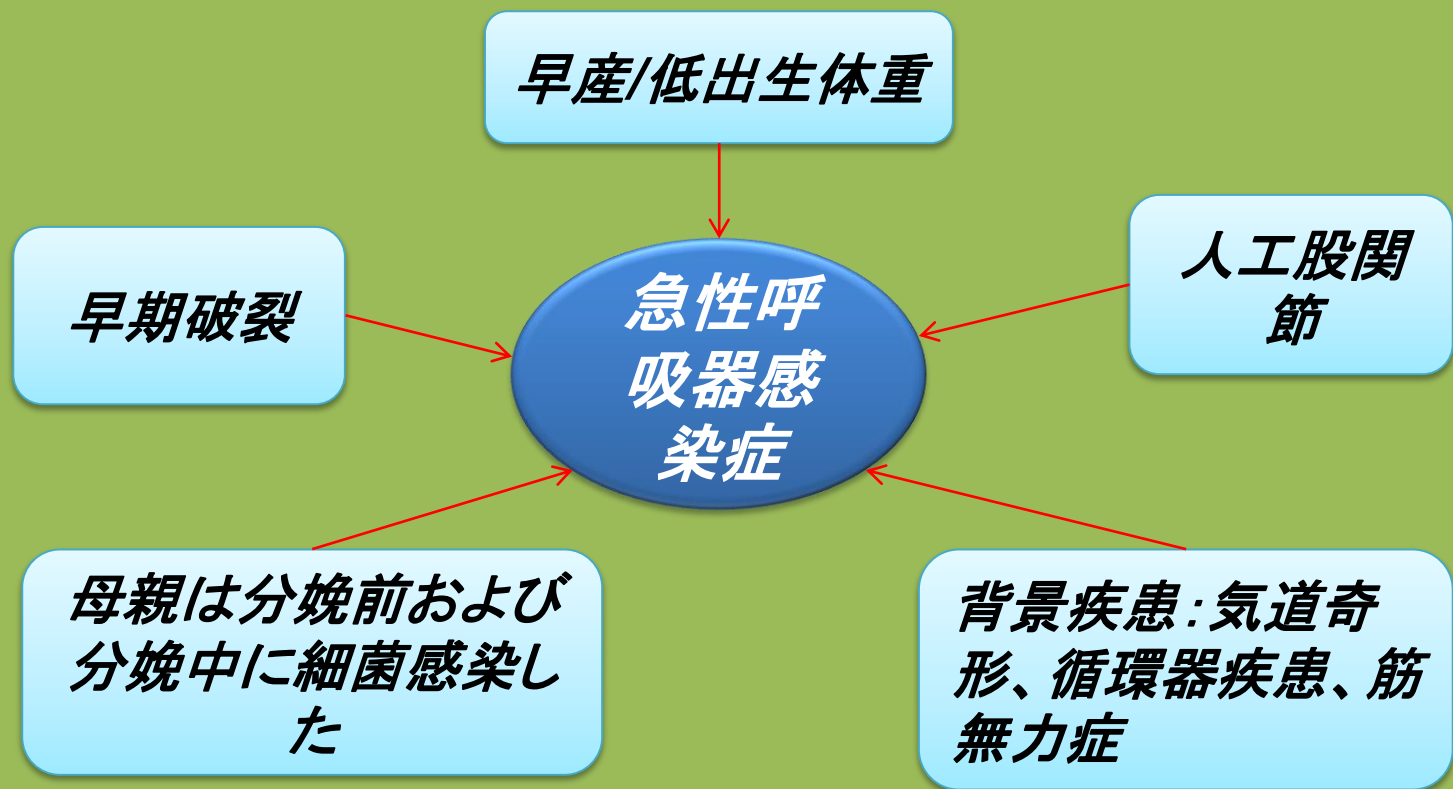 早産/低出生体重
人工股関
節
早期破裂
急性呼
吸器感
染症
母親は分娩前および
分娩中に細菌感染し
た
背景疾患：気道奇
形、循環器疾患、筋
無力症